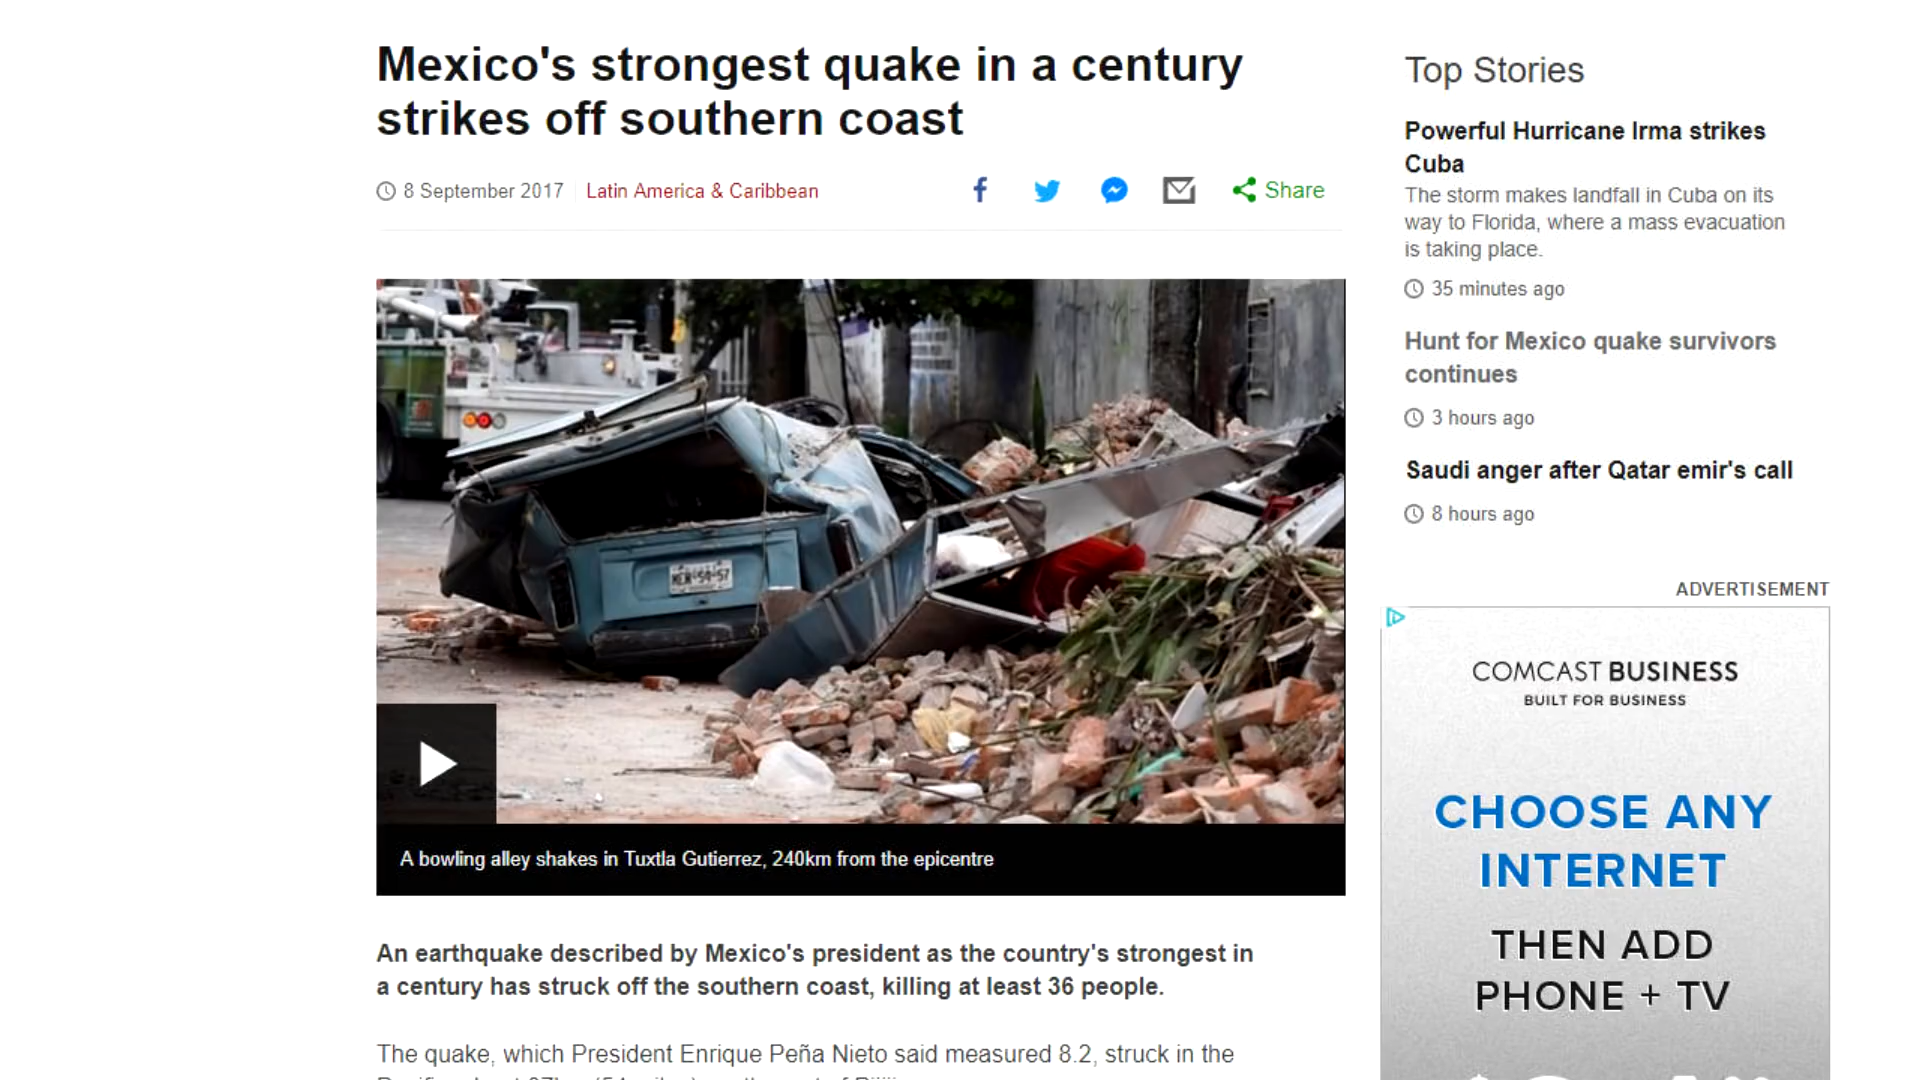 Mexico's strongest quake in a century
strikes off southern coast
8 September 2017
Latin America & Caribbean
Share
A bowling alley shakes in Tuxtla Gutierrez, 240km from the epicentre
An earthquake described by Mexico's president as the country's strongest in
a century has struck off the southern coast, killing at least 36 people.
The quake, which President Enrique Peña Nieto said measured 8.2, struck in the
Top Stories
Powerful Hurricane Irma strikes
Cuba
The storm makes landfall in Cuba on its
way to Florida, where a mass evacuation
is taking place.
35 minutes ago
Hunt for Mexico quake survivors
continues
3 hours ago
Saudi anger after Qatar emir's call
8 hours ago
ADVERTISEMENT
COMCAST BUSINESS
BUILT FOR BUSINESS
CHOOSE ANY
INTERNET
THEN ADD
PHONE + TV